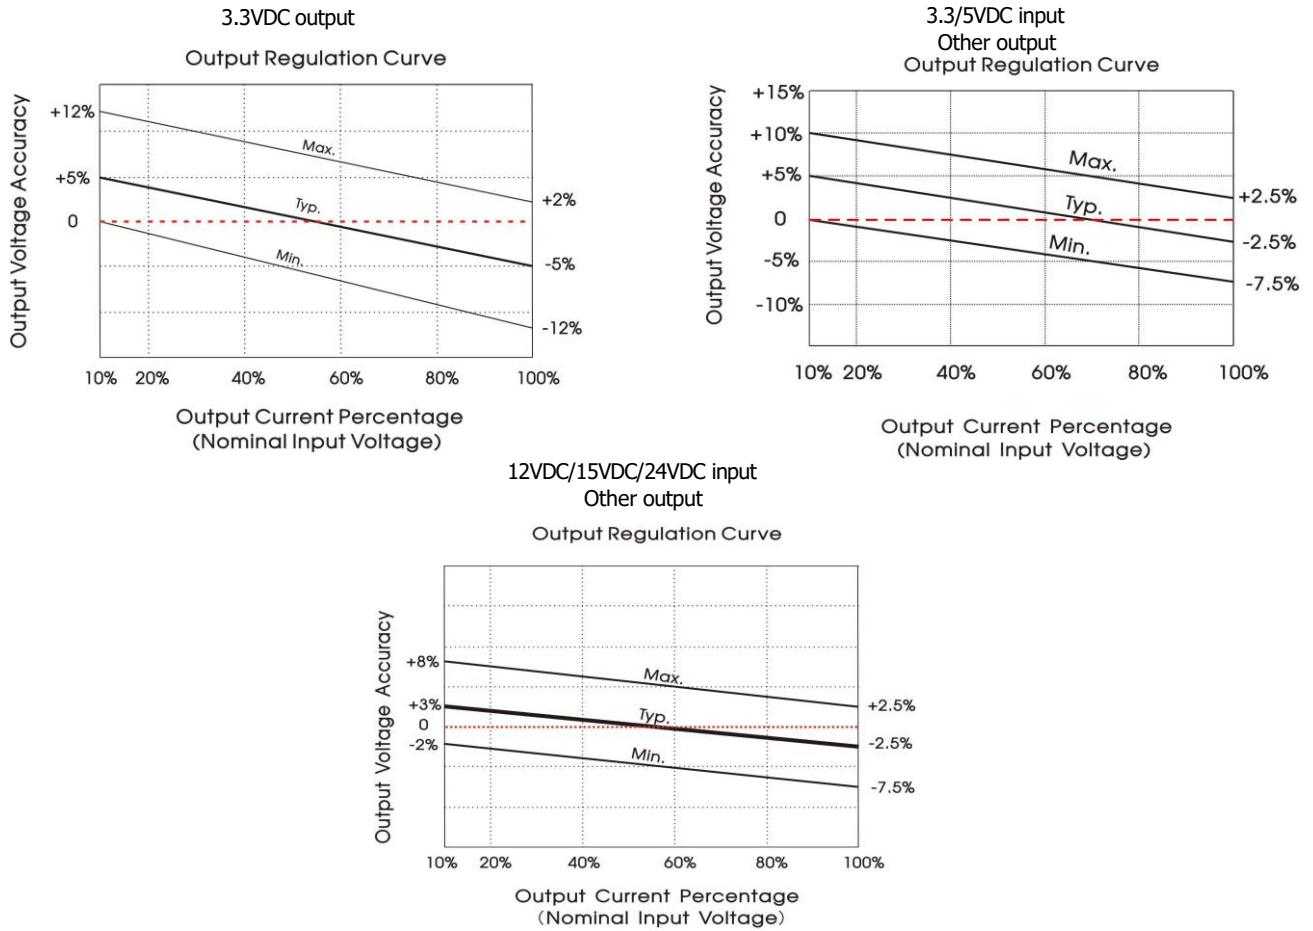 3.3VDC output
Output Regulation Curve
Output Voltage Accuracy
+12%
+5%
0
Max.
Typ.
Min.
+2%
-5%
-12%
10% 20% 40% 60% 80% 100%
Output Current Percentage
(Nominal Input Voltage)
3.3/5VDC input
Other output
Output Regulation Curve
Output Voltage Accuracy
+15%
+10%
+5%
0
-5%
-10%
Max.
Typ.
Min.
+2.5%
-2.5%
-7.5%
10% 20% 40% 60% 80% 100%
Output Current Percentage
(Nominal Input Voltage)
12VDC/15VDC/24VDC input
Other output
Output Regulation Curve
Output Voltage Accuracy
+8%
+3%
0
-2%
Max.
Typ.
Min.
+2.5%
-2.5%
-7.5%
10% 20% 40% 60% 80% 100%
Output Current Percentage
(Nominal Input Voltage)